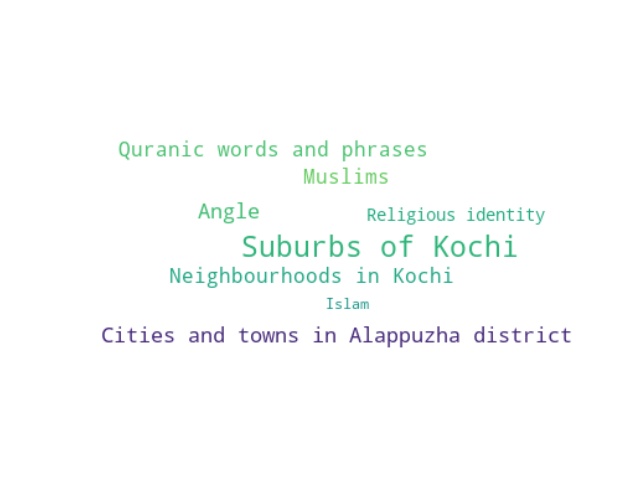 Quranic words and phrases
Muslims
Angle
Religious identity
Suburbs of Kochi
Neighbourhoods in Kochi
Islam
Cities and towns in Alappuzha district